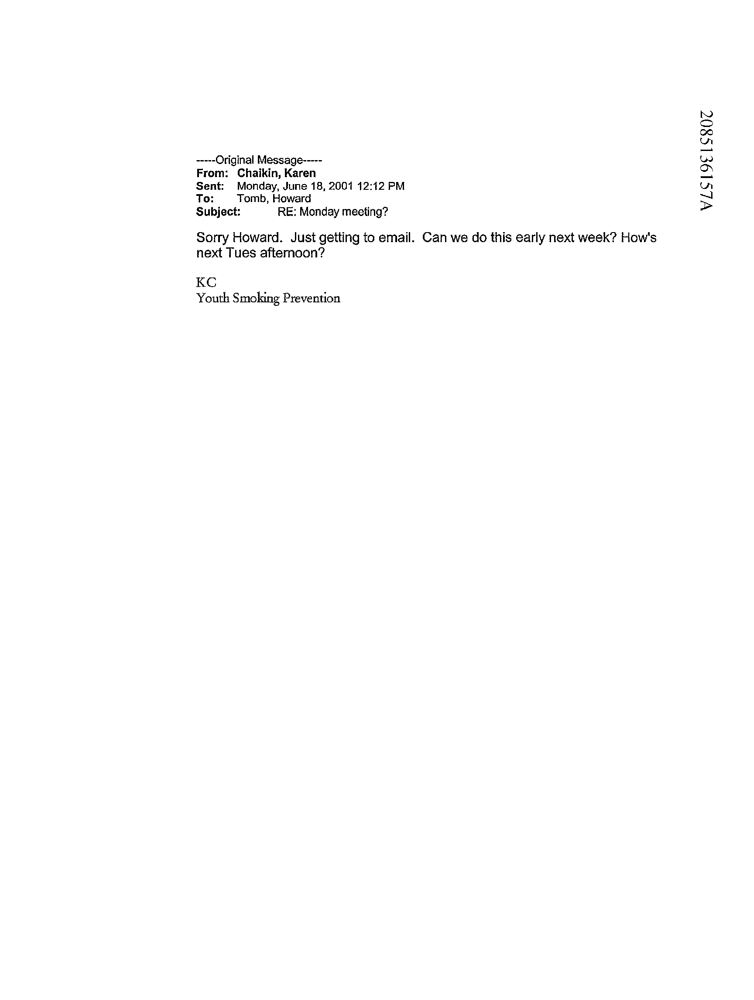 -----Original Message-----
From: Chaikin, Karen
Sent: Monday, June 18, 2001 12:12 PM
To: Tomb, Howard
Subject: RE: Monday meeting?
Sorry Howard. Just getting to email. Can we do this early next week? How's
next Tues afternoon?
KC
Youth Smoking Prevention
2085136157A